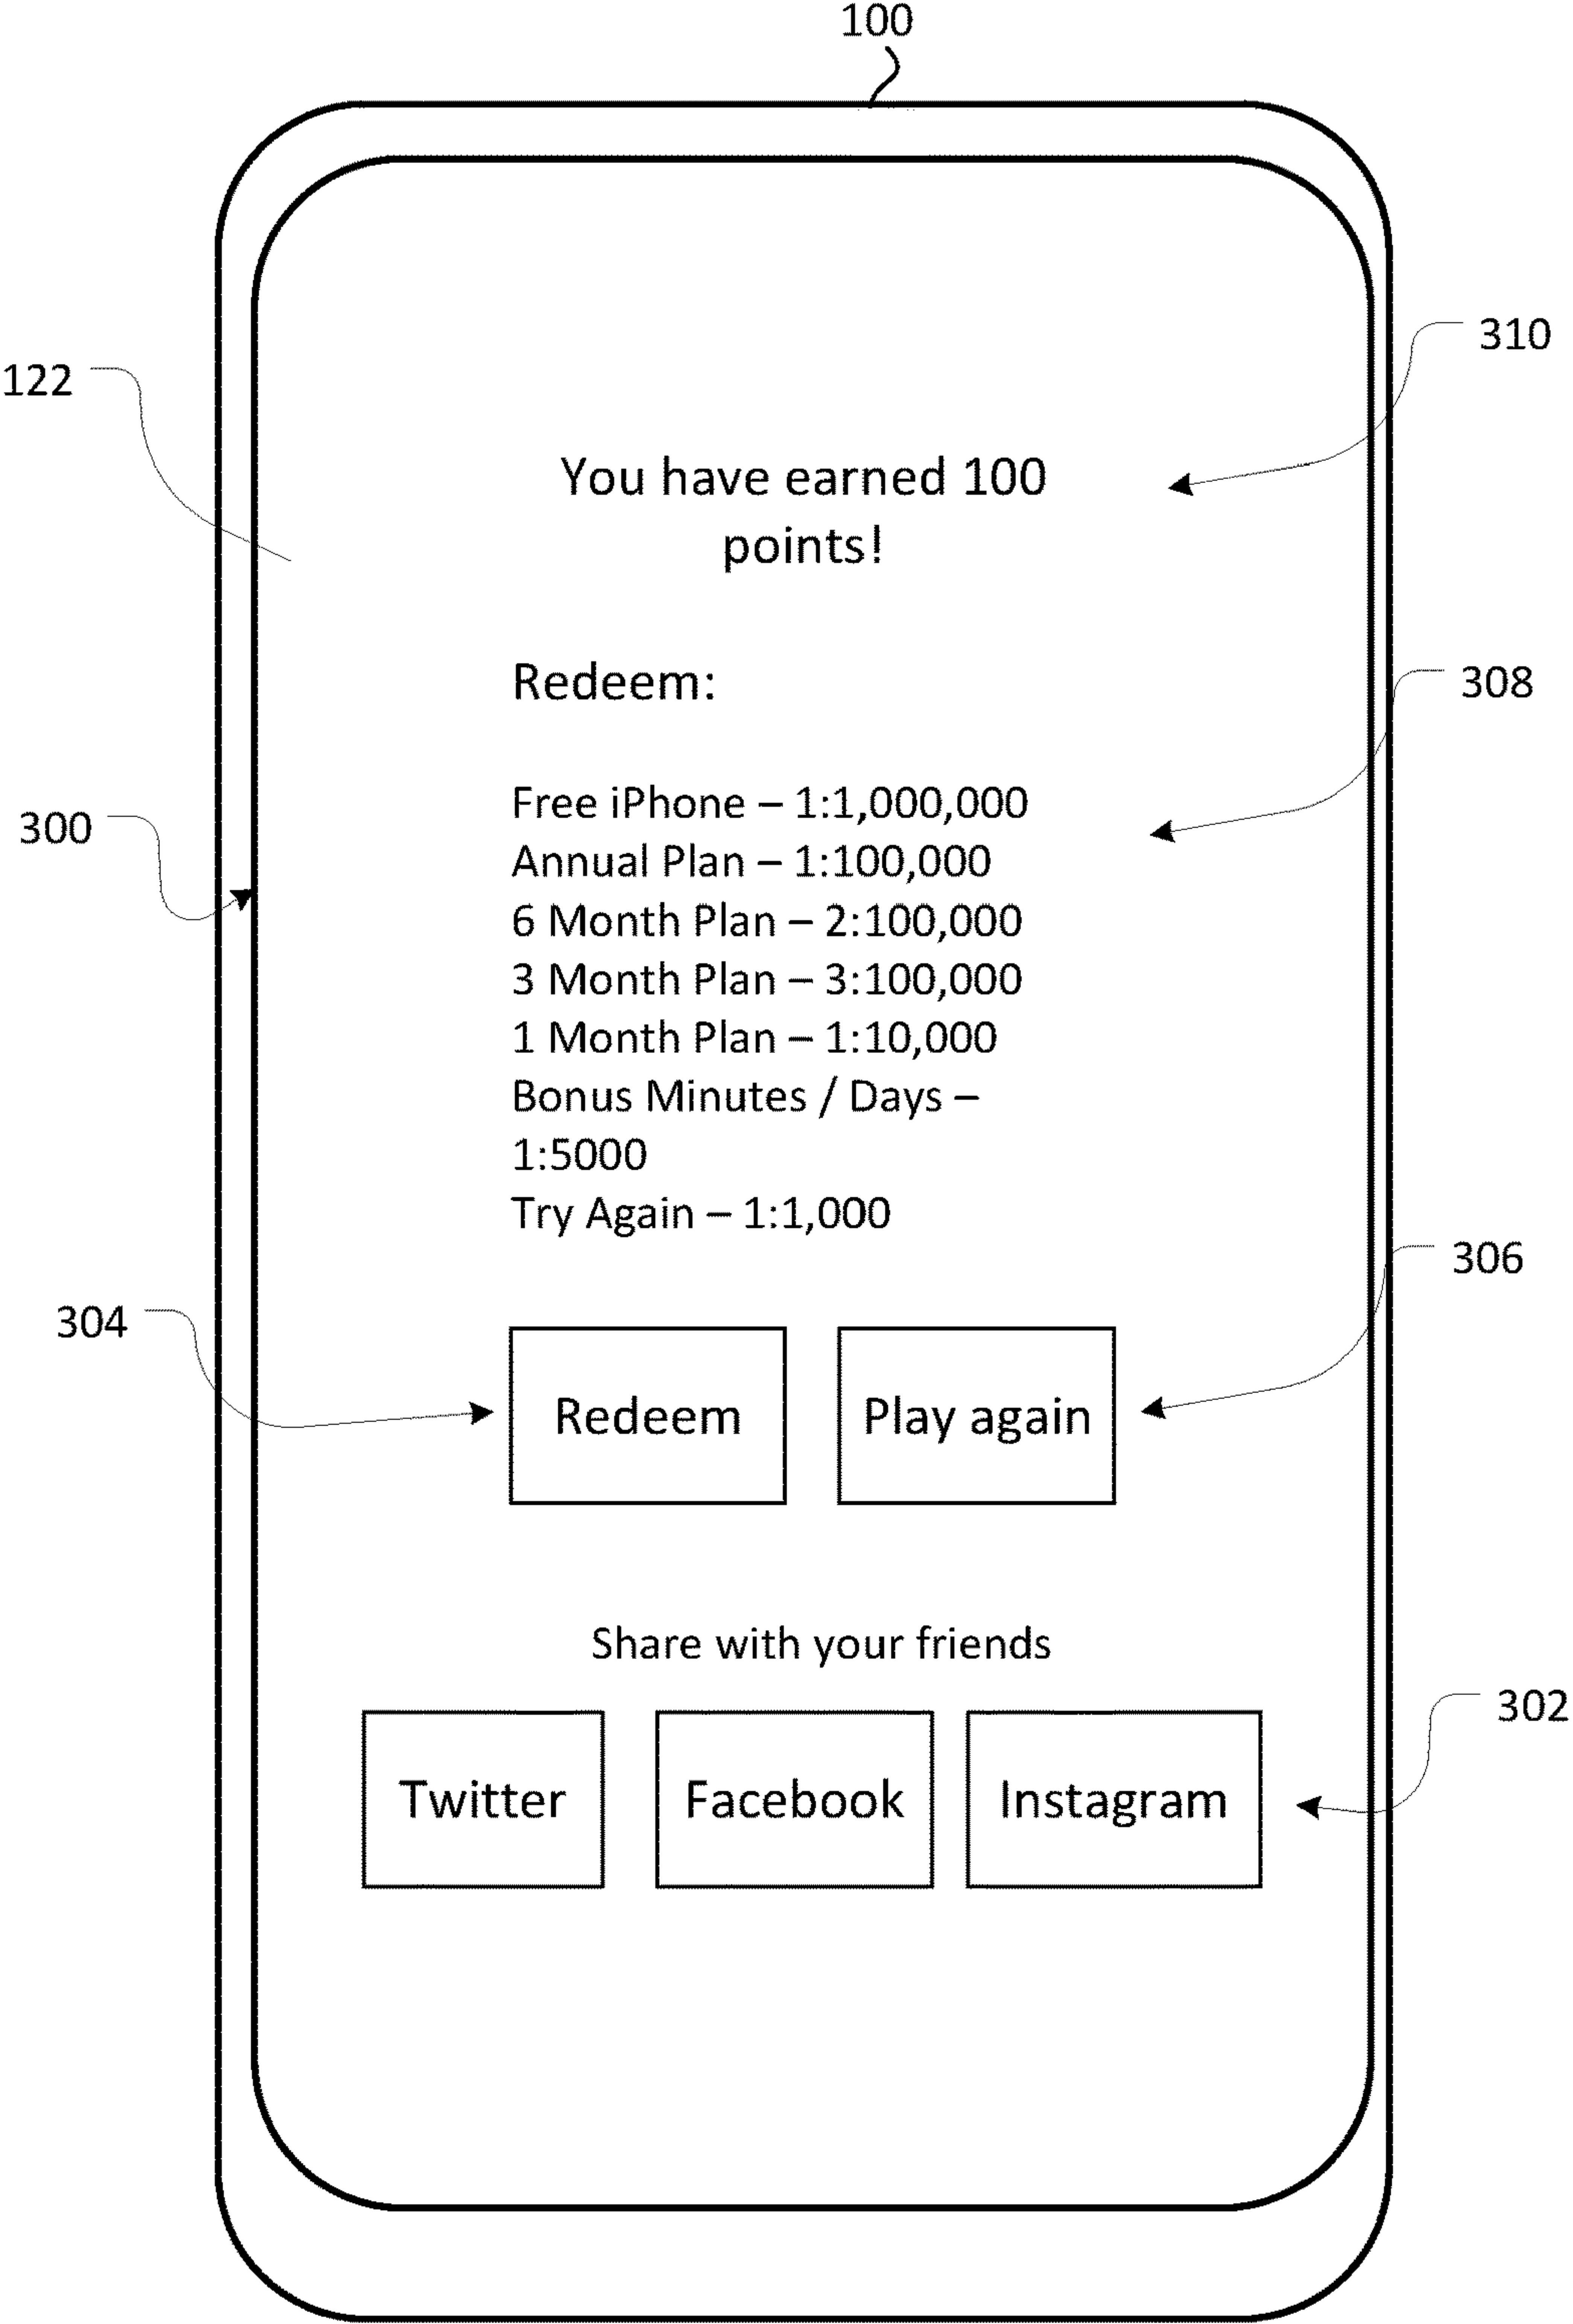 100
310
122
You have earned 100
points!
Redeem:
308
Free iPhone – 1:1,000,000
300
Annual Plan – 1:100,000
6 Month Plan – 2:100,000
3 Month Plan – 3:100,000
1 Month Plan – 1:10,000
Bonus Minutes / Days –
1:5000
Try Again – 1:1,000
306
304
Redeem
Play again
Share with your friends
302
Twitter
Facebook
Instagram